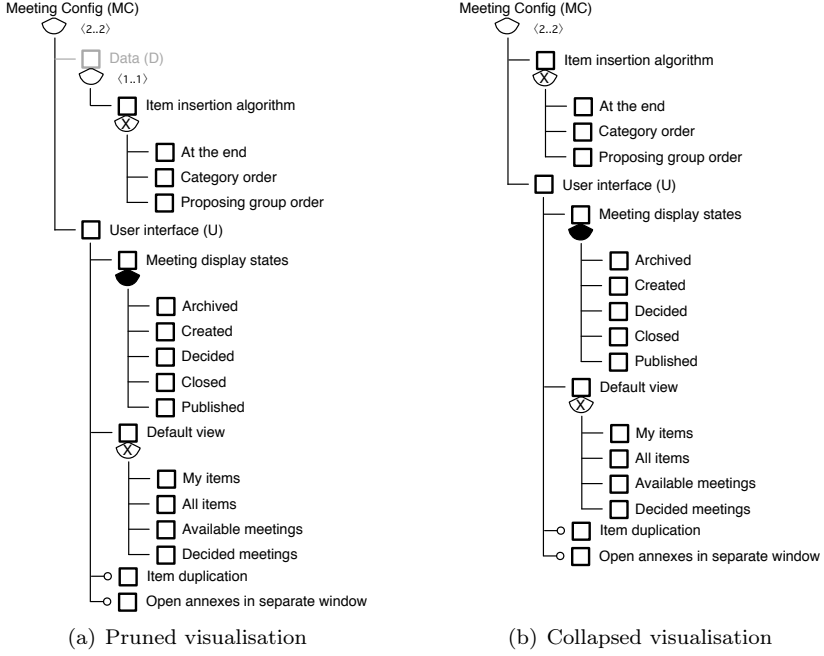 Meeting Config (MC)
⟨2..2⟩
Data (D)
⟨1..1⟩
Item insertion algorithm
X
At the end
Category order
Proposing group order
User interface (U)
Meeting display states
Archived
Created
Decided
Closed
Published
Default view
X
My items
All items
Available meetings
Decided meetings
Item duplication
Open annexes in separate window
(a) Pruned visualisation
Meeting Config (MC)
⟨2..2⟩
Item insertion algorithm
X
At the end
Category order
Proposing group order
User interface (U)
Meeting display states
Archived
Created
Decided
Closed
Published
Default view
X
My items
All items
Available meetings
Decided meetings
Item duplication
Open annexes in separate window
(b) Collapsed visualisation